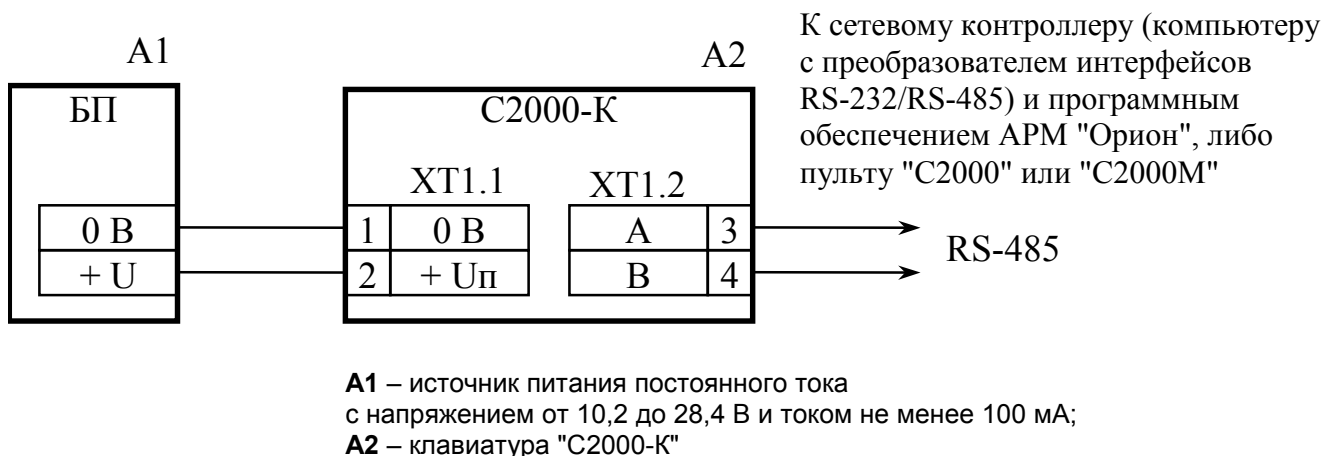 A1
A2
К сетевому контроллеру (компьютеру
с преобразователем интерфейсов
RS-232/RS-485) и программным
обеспечением АРМ "Орион", либо
пульту "С2000" или "С2000М"
БП
С2000-К
XT1.1
XT1.2
0 В
1
0 В
A
3
+ U
2
+ Uп
B
4
RS-485
А1 – источник питания постоянного тока
с напряжением от 10,2 до 28,4 В и током не менее 100 мА;
А2 – клавиатура "С2000-К"